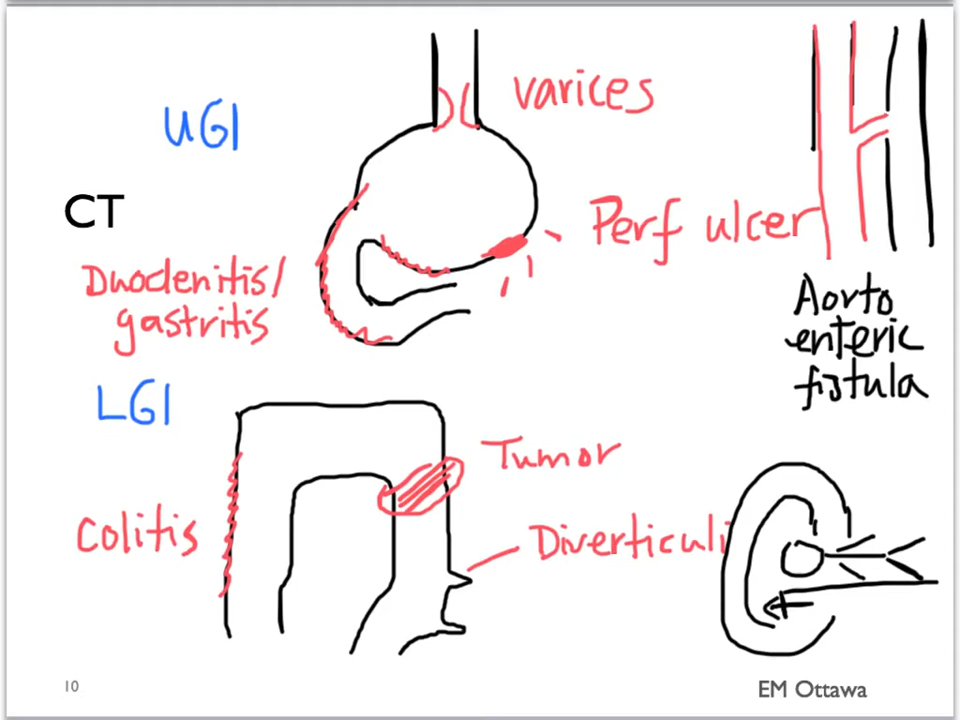 UGI
varices
CT
Perf ulcer
Duodenitis/
gastritis
Aorto
enteric
fistula
LGI
Tumor
Colitis
Diverticuli
10
EM Ottawa